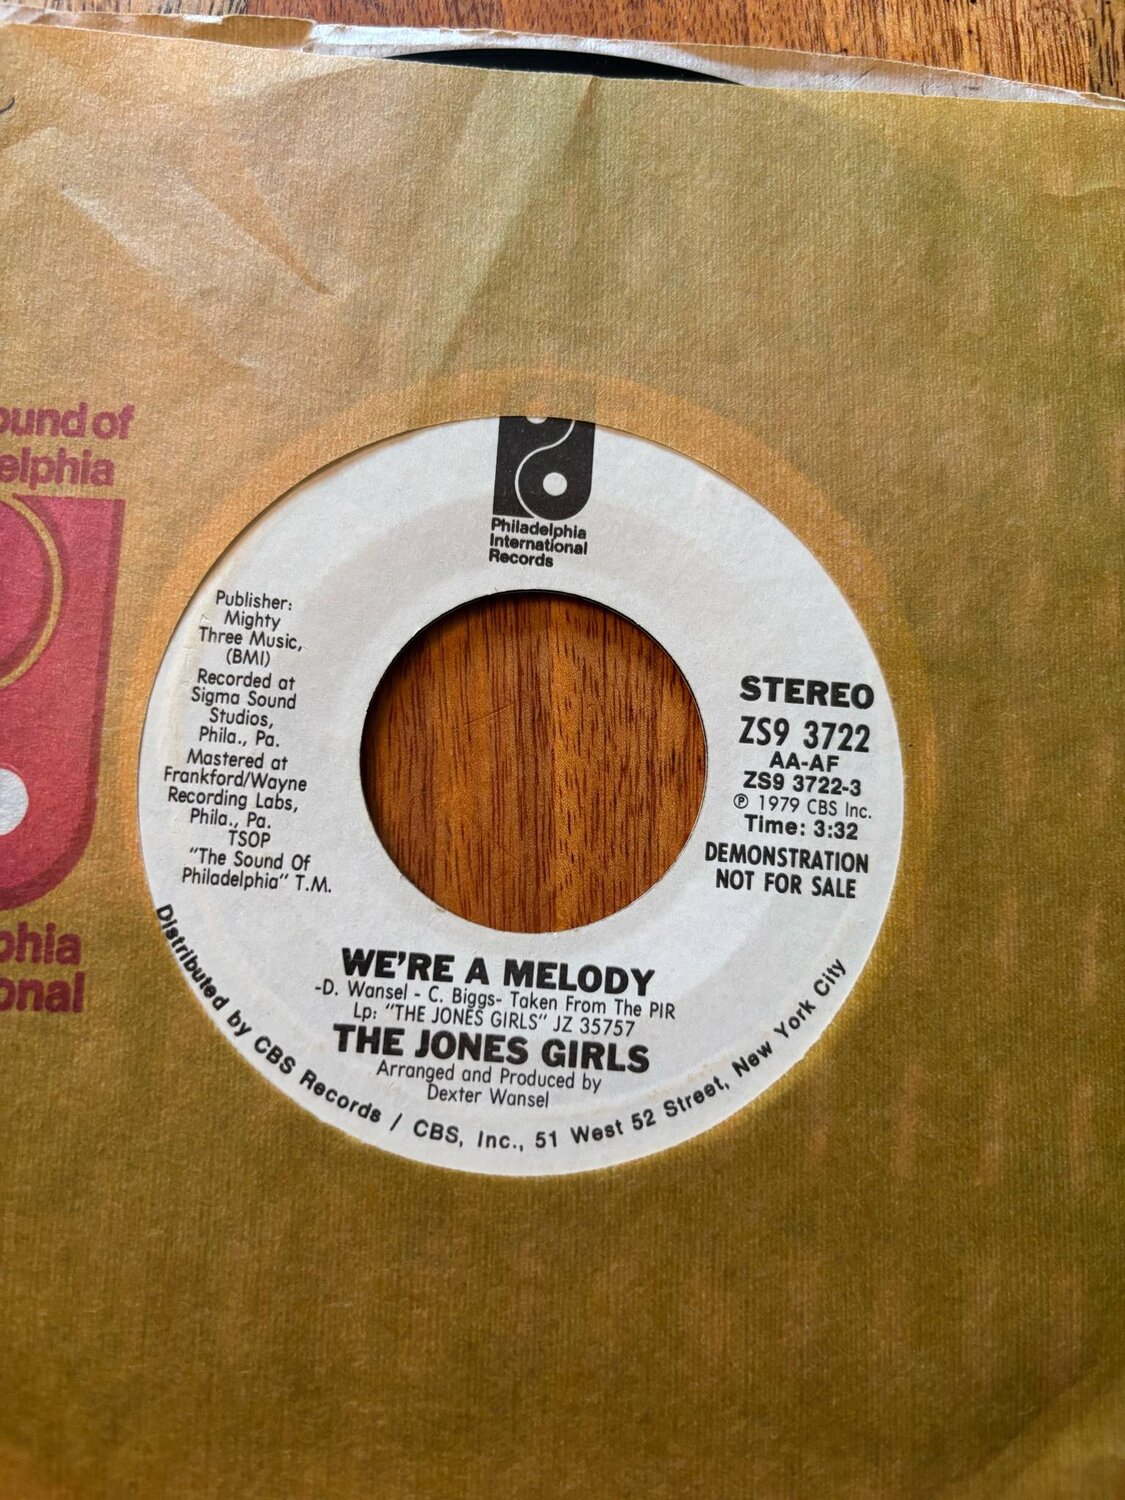 ound of
elphia
phia
onal
Philadelphia
International
Records
Publisher:
Mighty
Three Music,
(BMI)
Recorded at
Sigma Sound
Studios,
Phila., Pa.
Mastered at
Frankford/Wayne
Recording Labs,
Phila., Pa.
TSOP
"The Sound Of
Philadelphia" T.M.
STEREO
ZS9 3722
AA-AF
ZS9 3722-3
℗ 1979 CBS Inc.
Time: 3:32
DEMONSTRATION
NOT FOR SALE
WE'RE A MELODY
-D. Wansel - C. Biggs- Taken From The PIR
Lp: "THE JONES GIRLS" JZ 35757
THE JONES GIRLS
Arranged and Produced by
Dexter Wansel
Distributed by CBS Records / CBS, Inc., 51 West 52 Street, New York City